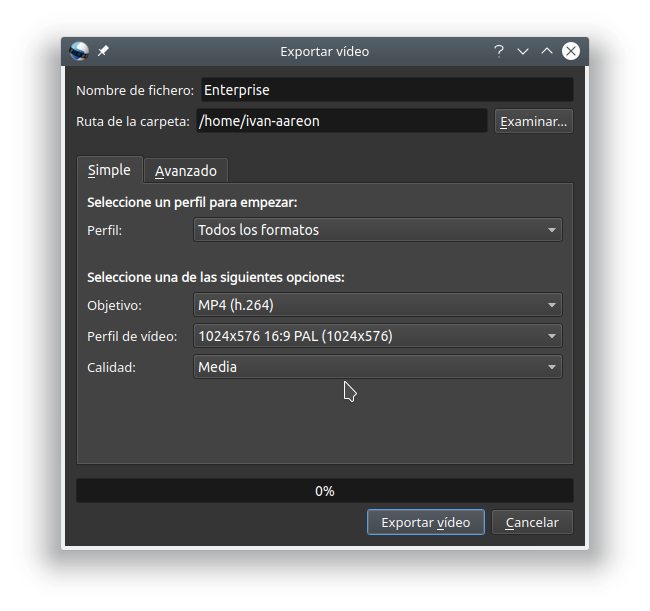 Exportar vídeo
Nombre de fichero: Enterprise
Ruta de la carpeta: /home/ivan-aareon Examinar...
Simple Avanzado
Seleccione un perfil para empezar:
Perfil: Todos los formatos
Seleccione una de las siguientes opciones:
Objetivo: MP4 (h.264)
Perfil de vídeo: 1024x576 16:9 PAL (1024x576)
Calidad: Media
0%
Exportar vídeo Cancelar